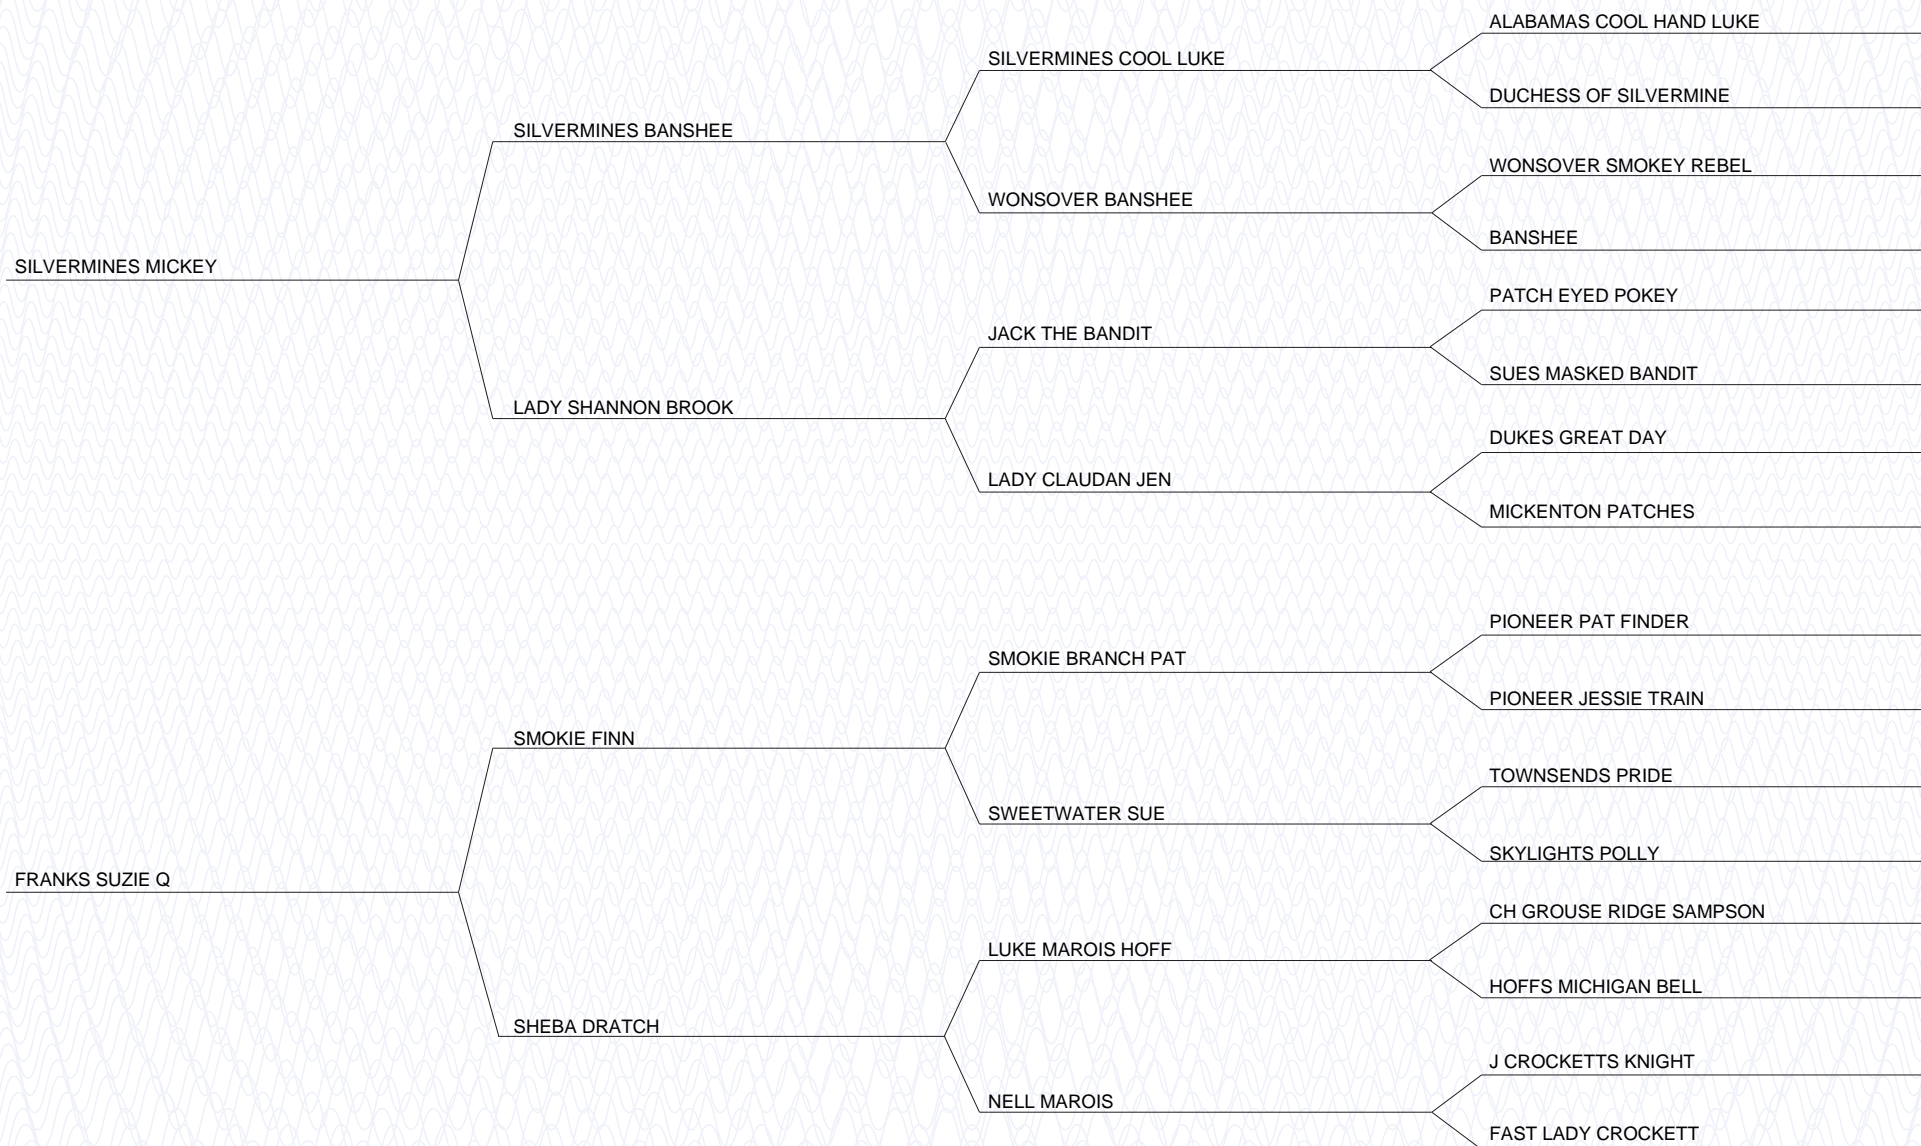 ALABAMAS COOL HAND LUKE
SILVERMINES COOL LUKE
DUCHESS OF SILVERMINE
SILVERMINES BANSHEE
WONSOVER SMOKEY REBEL
WONSOVER BANSHEE
BANSHEE
SILVERMINES MICKEY
PATCH EYED POKEY
JACK THE BANDIT
SUES MASKED BANDIT
LADY SHANNON BROOK
DUKES GREAT DAY
LADY CLAUDAN JEN
MICKENTON PATCHES
PIONEER PAT FINDER
SMOKIE BRANCH PAT
PIONEER JESSIE TRAIN
SMOKIE FINN
TOWNSENDS PRIDE
SWEETWATER SUE
SKYLIGHTS POLLY
FRANKS SUZIE Q
CH GROUSE RIDGE SAMPSON
LUKE MAROIS HOFF
HOFFS MICHIGAN BELL
SHEBA DRATCH
J CROCKETTS KNIGHT
NELL MAROIS
FAST LADY CROCKETT